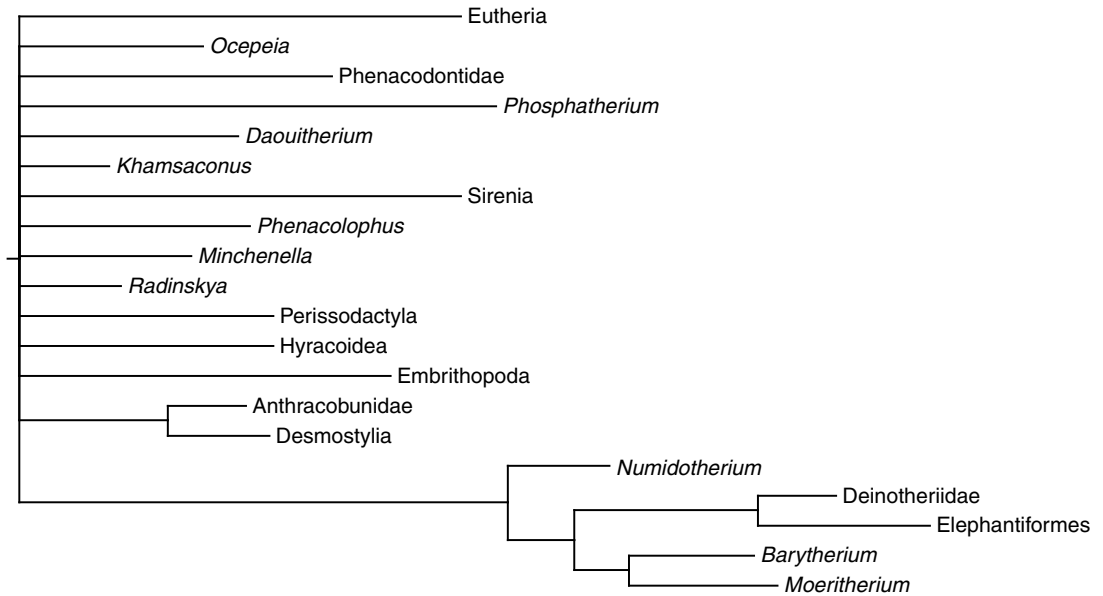 Eutheria
Ocepeia
Phenacodontidae
Phosphatherium
Daouitherium
Khamsaconus
Sirenia
Phenacolophus
Minchenella
Radinskya
Perissodactyla
Hyracoidea
Embrithopoda
Anthracobunidae
Desmostylia
Numidotherium
Deinotheriidae
Elephantiformes
Barytherium
Moeritherium